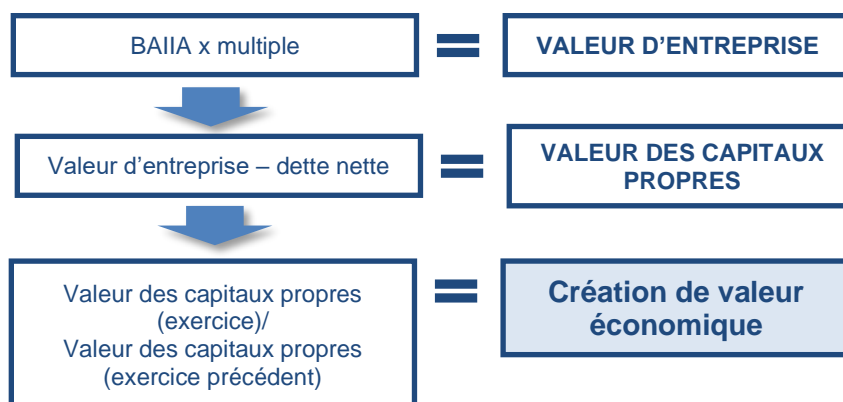 BAIIA x multiple
VALEUR D’ENTREPRISE
Valeur d’entreprise – dette nette
VALEUR DES CAPITAUX
PROPRES
Valeur des capitaux propres
(exercice)/
Valeur des capitaux propres
(exercice précédent)
Création de valeur
économique